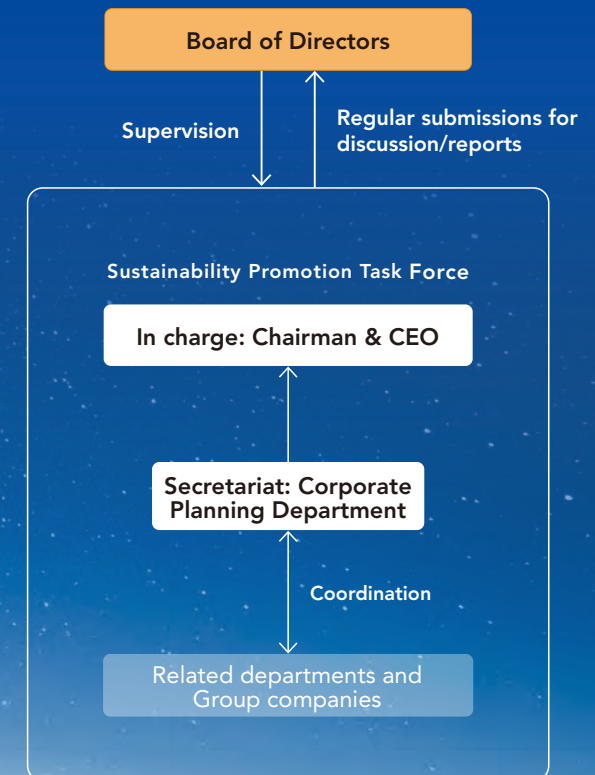 Board of Directors
Supervision
Regular submissions for
discussion/reports
Sustainability Promotion Task Force
In charge: Chairman & CEO
Secretariat: Corporate
Planning Department
Coordination
Related departments and
Group companies